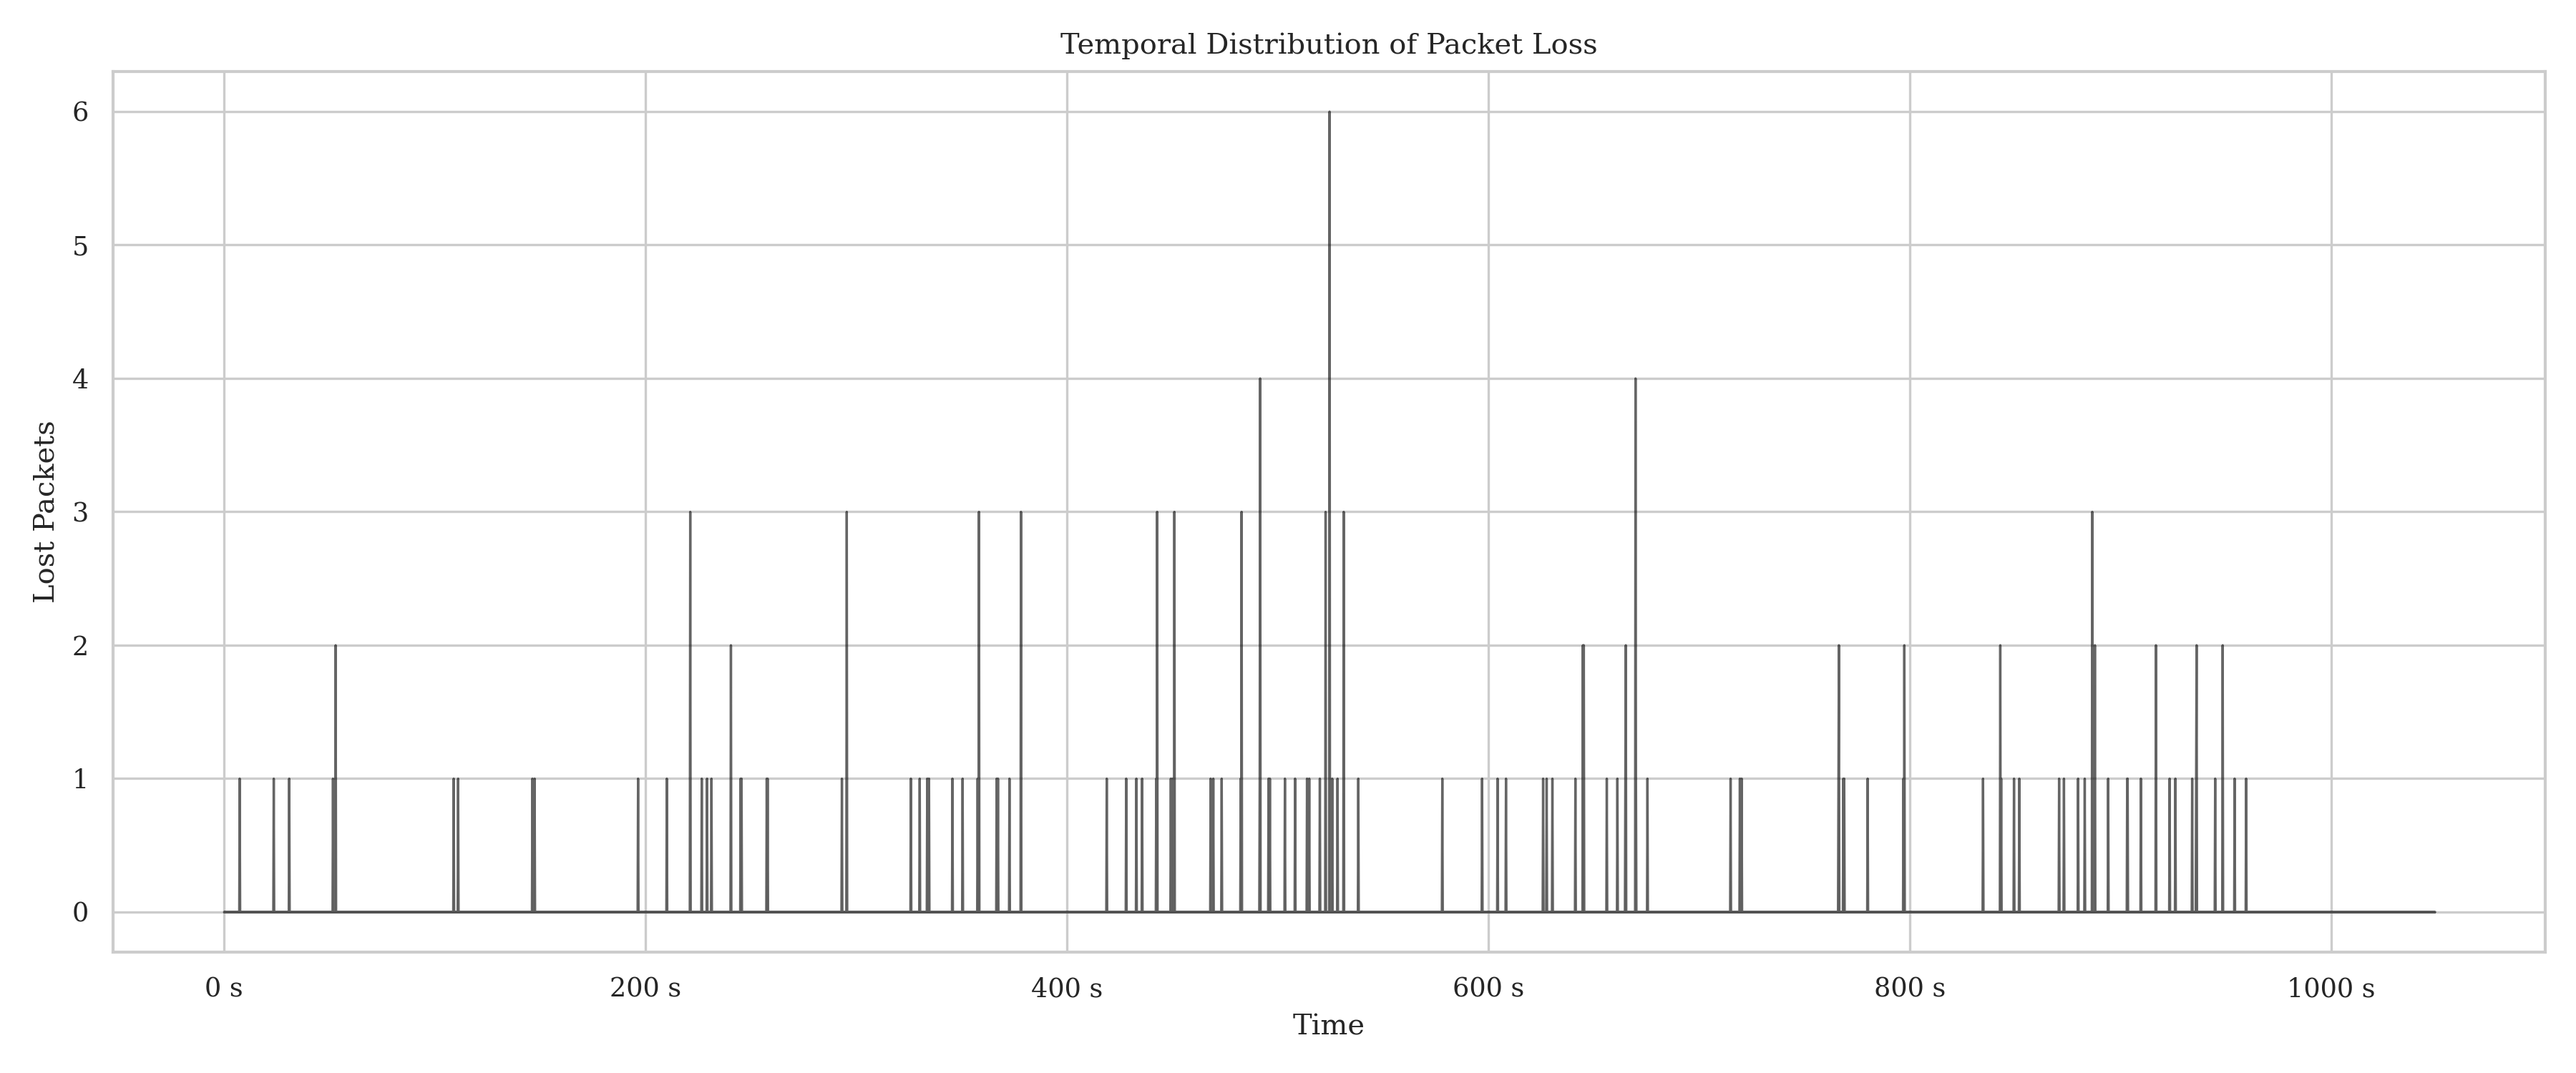 Temporal Distribution of Packet Loss
6
5
4
3
2
1
0
Lost Packets
0 s
200 s
400 s
600 s
800 s
1000 s
Time